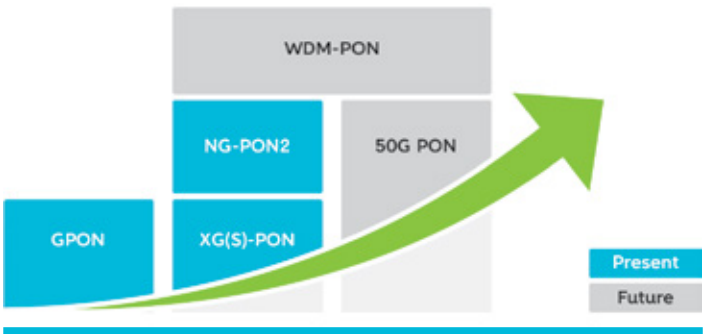 WDM-PON
NG-PON2
50G PON
GPON
XG(S)-PON
Present
Future